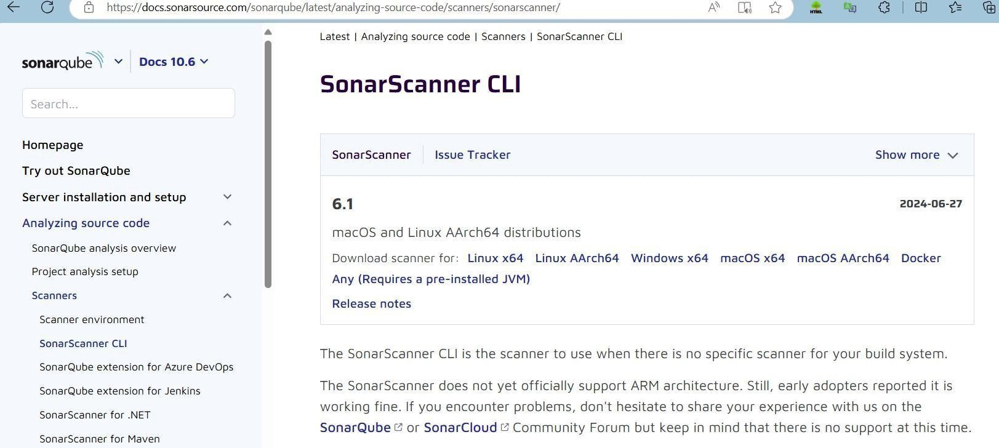 https://docs.sonarsource.com/sonarqube/latest/analyzing-source-code/scanners/sonarscanner/
HTML
sonarqube
Docs 10.6
Search...
Homepage
Try out SonarQube
Server installation and setup
Analyzing source code
SonarQube analysis overview
Project analysis setup
Scanners
Scanner environment
SonarScanner CLI
SonarQube extension for Azure DevOps
SonarQube extension for Jenkins
SonarScanner for .NET
SonarScanner for Maven
Latest | Analyzing source code | Scanners | SonarScanner CLI
SonarScanner CLI
SonarScanner Issue Tracker Show more
6.1 2024-06-27
macOS and Linux AArch64 distributions
Download scanner for: Linux x64 Linux AArch64 Windows x64 macOS x64 macOS AArch64 Docker
Any (Requires a pre-installed JVM)
Release notes
The SonarScanner CLI is the scanner to use when there is no specific scanner for your build system.
The SonarScanner does not yet officially support ARM architecture. Still, early adopters reported it is
working fine. If you encounter problems, don't hesitate to share your experience with us on the
SonarQube or SonarCloud Community Forum but keep in mind that there is no support at this time.